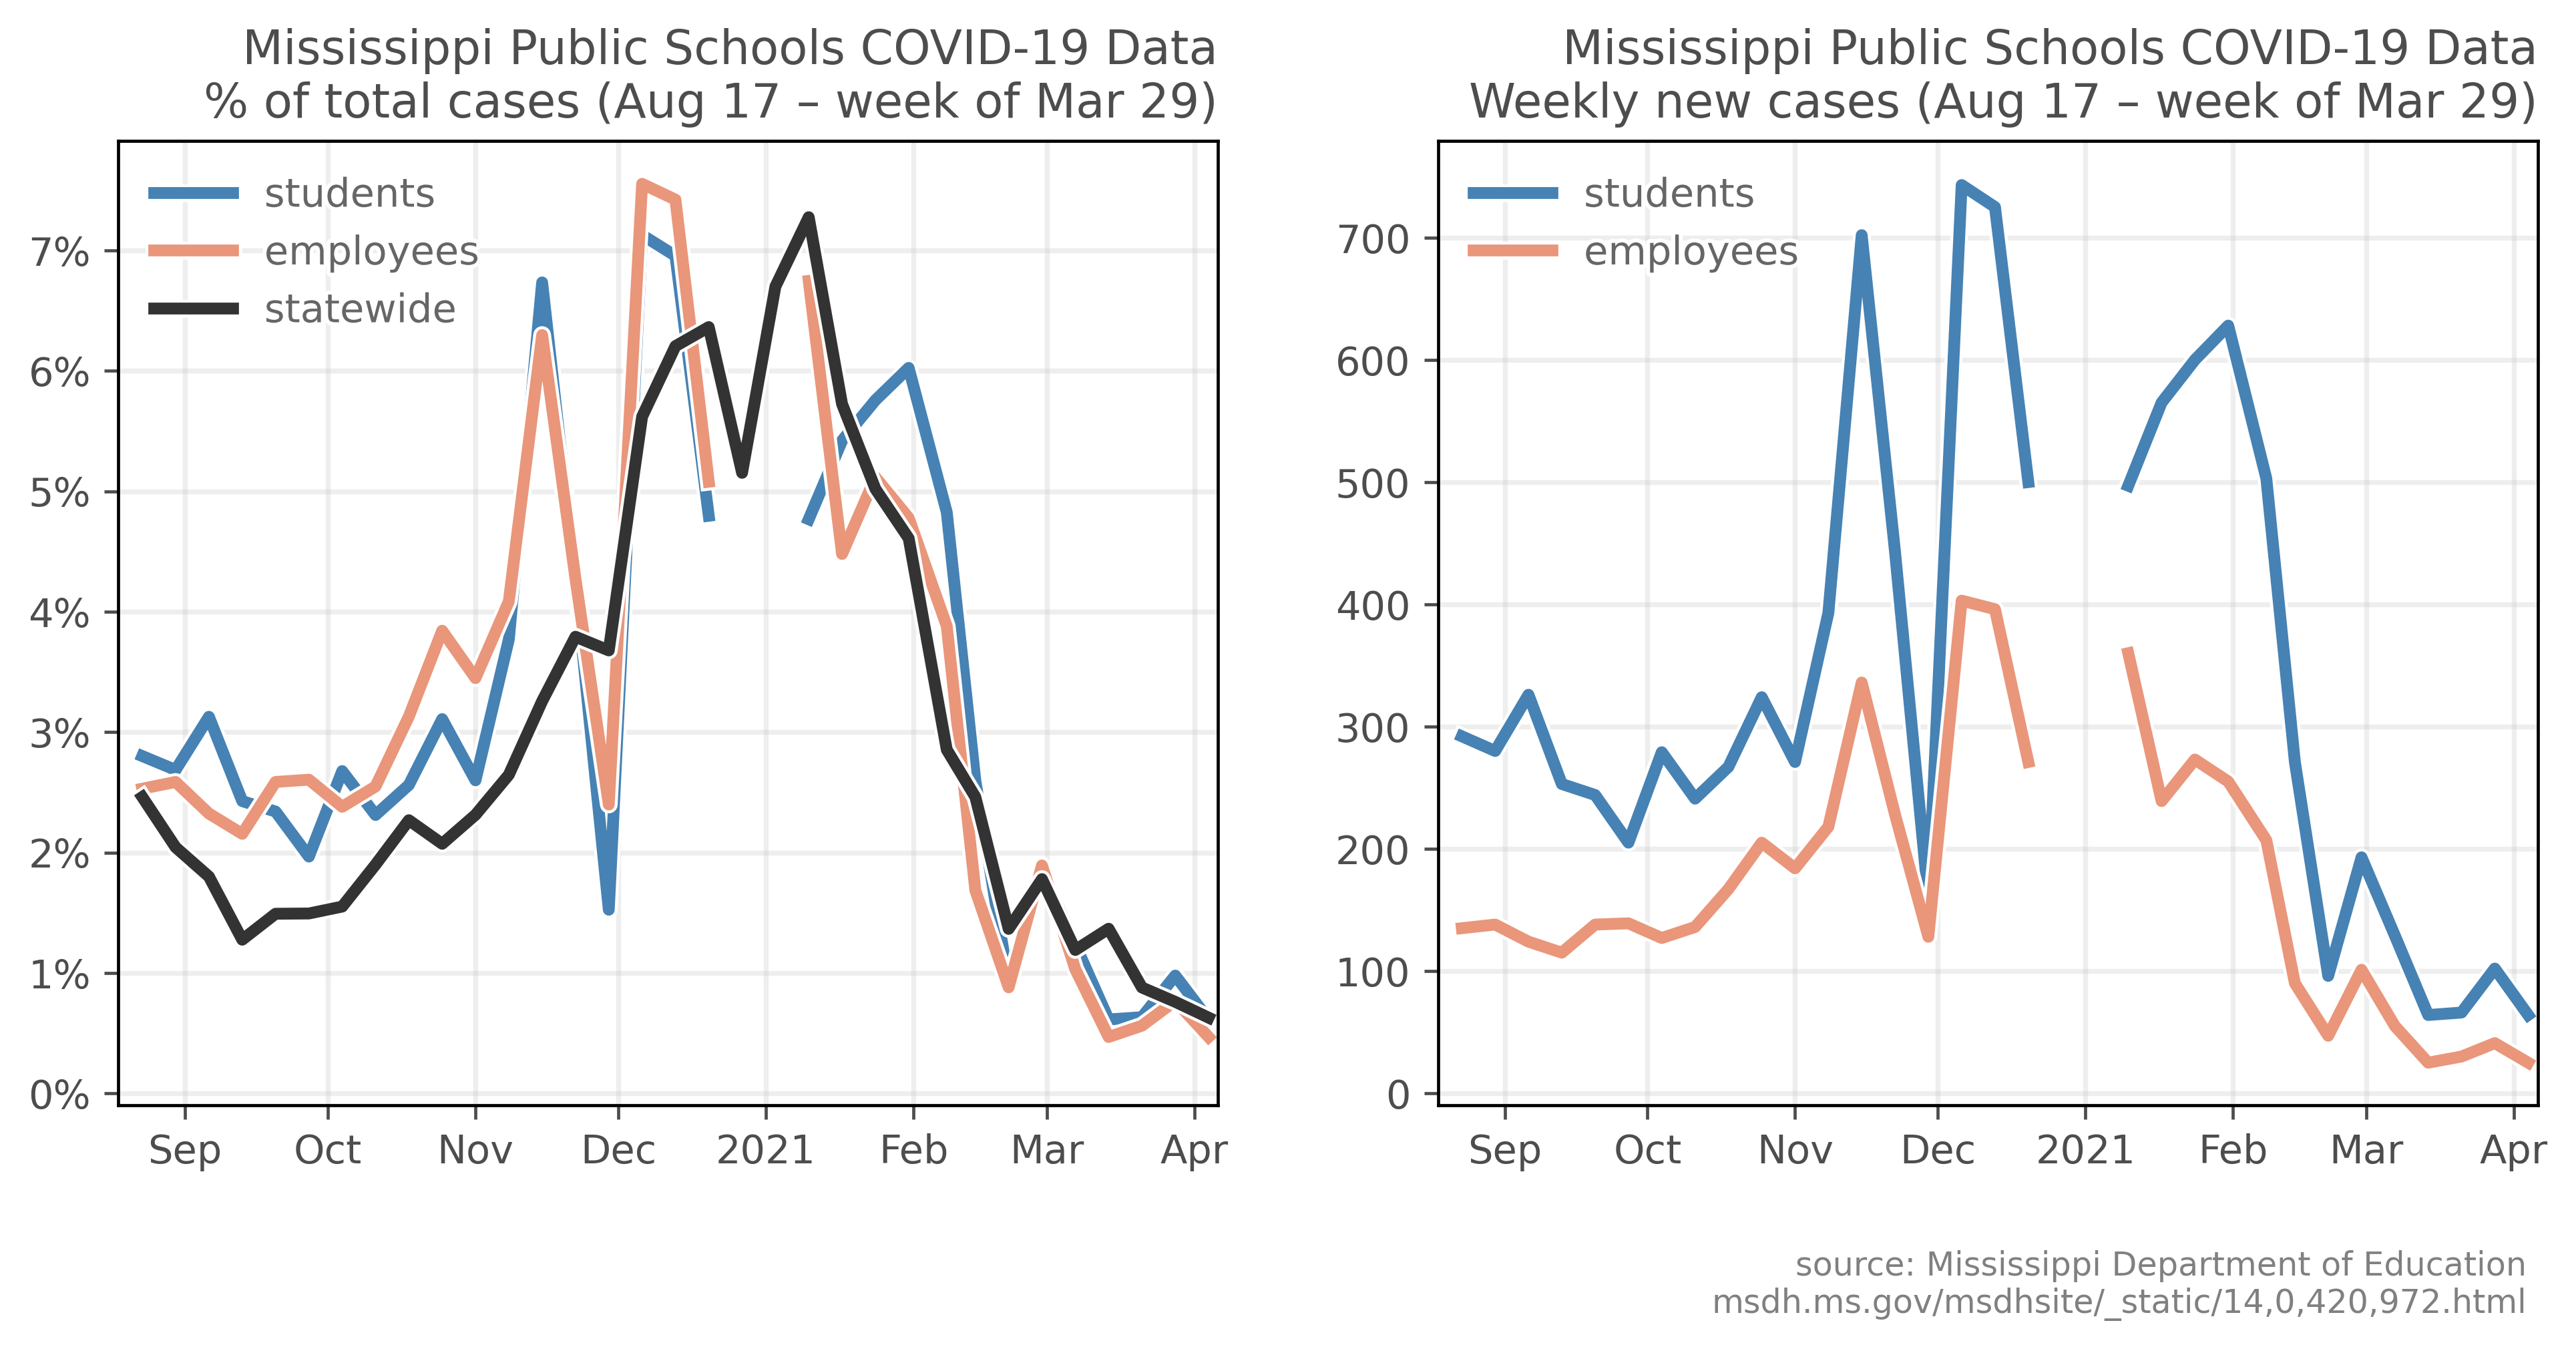 Mississippi Public Schools COVID-19 Data
% of total cases (Aug 17 – week of Mar 29)
students
employees
statewide
7%
6%
5%
4%
3%
2%
1%
0%
Sep Oct Nov Dec 2021 Feb Mar Apr
Mississippi Public Schools COVID-19 Data
Weekly new cases (Aug 17 – week of Mar 29)
students
employees
700
600
500
400
300
200
100
0
Sep Oct Nov Dec 2021 Feb Mar Apr
source: Mississippi Department of Education
msdh.ms.gov/msdhsite/_static/14,0,420,972.html